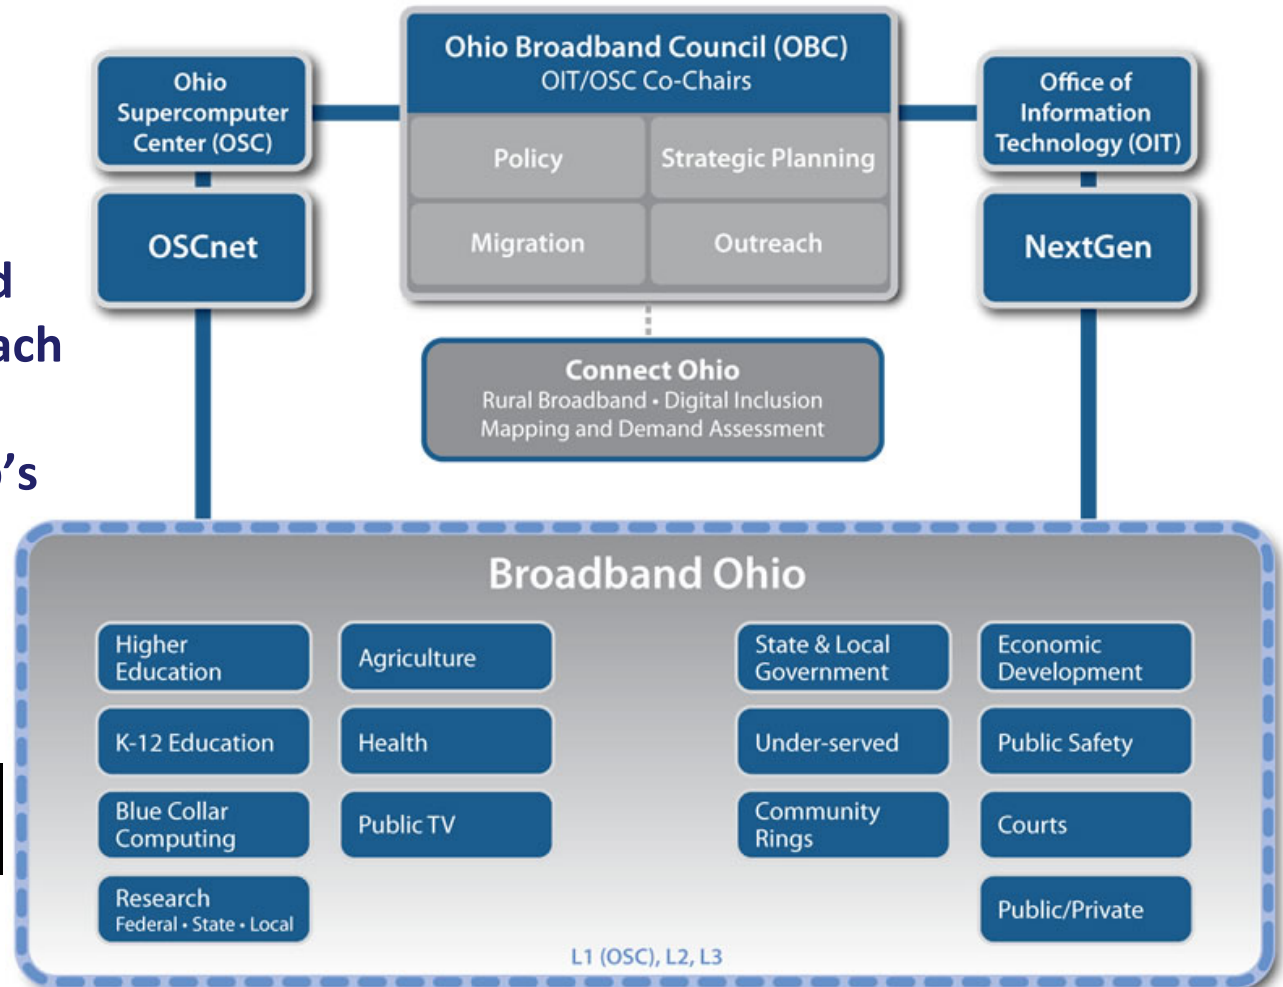 Ohio Broadband Council (OBC)
OIT/OSC Co-Chairs
Policy
Strategic Planning
Migration
Outreach
Ohio
Supercomputer
Center (OSC)
OSCnet
Office of
Information
Technology (OIT)
NextGen
Connect Ohio
Rural Broadband • Digital Inclusion
Mapping and Demand Assessment
Broadband Ohio
Higher
Education
K-12 Education
Blue Collar
Computing
Research
Federal • State • Local
Agriculture
Health
Public TV
State & Local
Government
Under-served
Community
Rings
Economic
Development
Public Safety
Courts
Public/Private
L1 (OSC), L2, L3